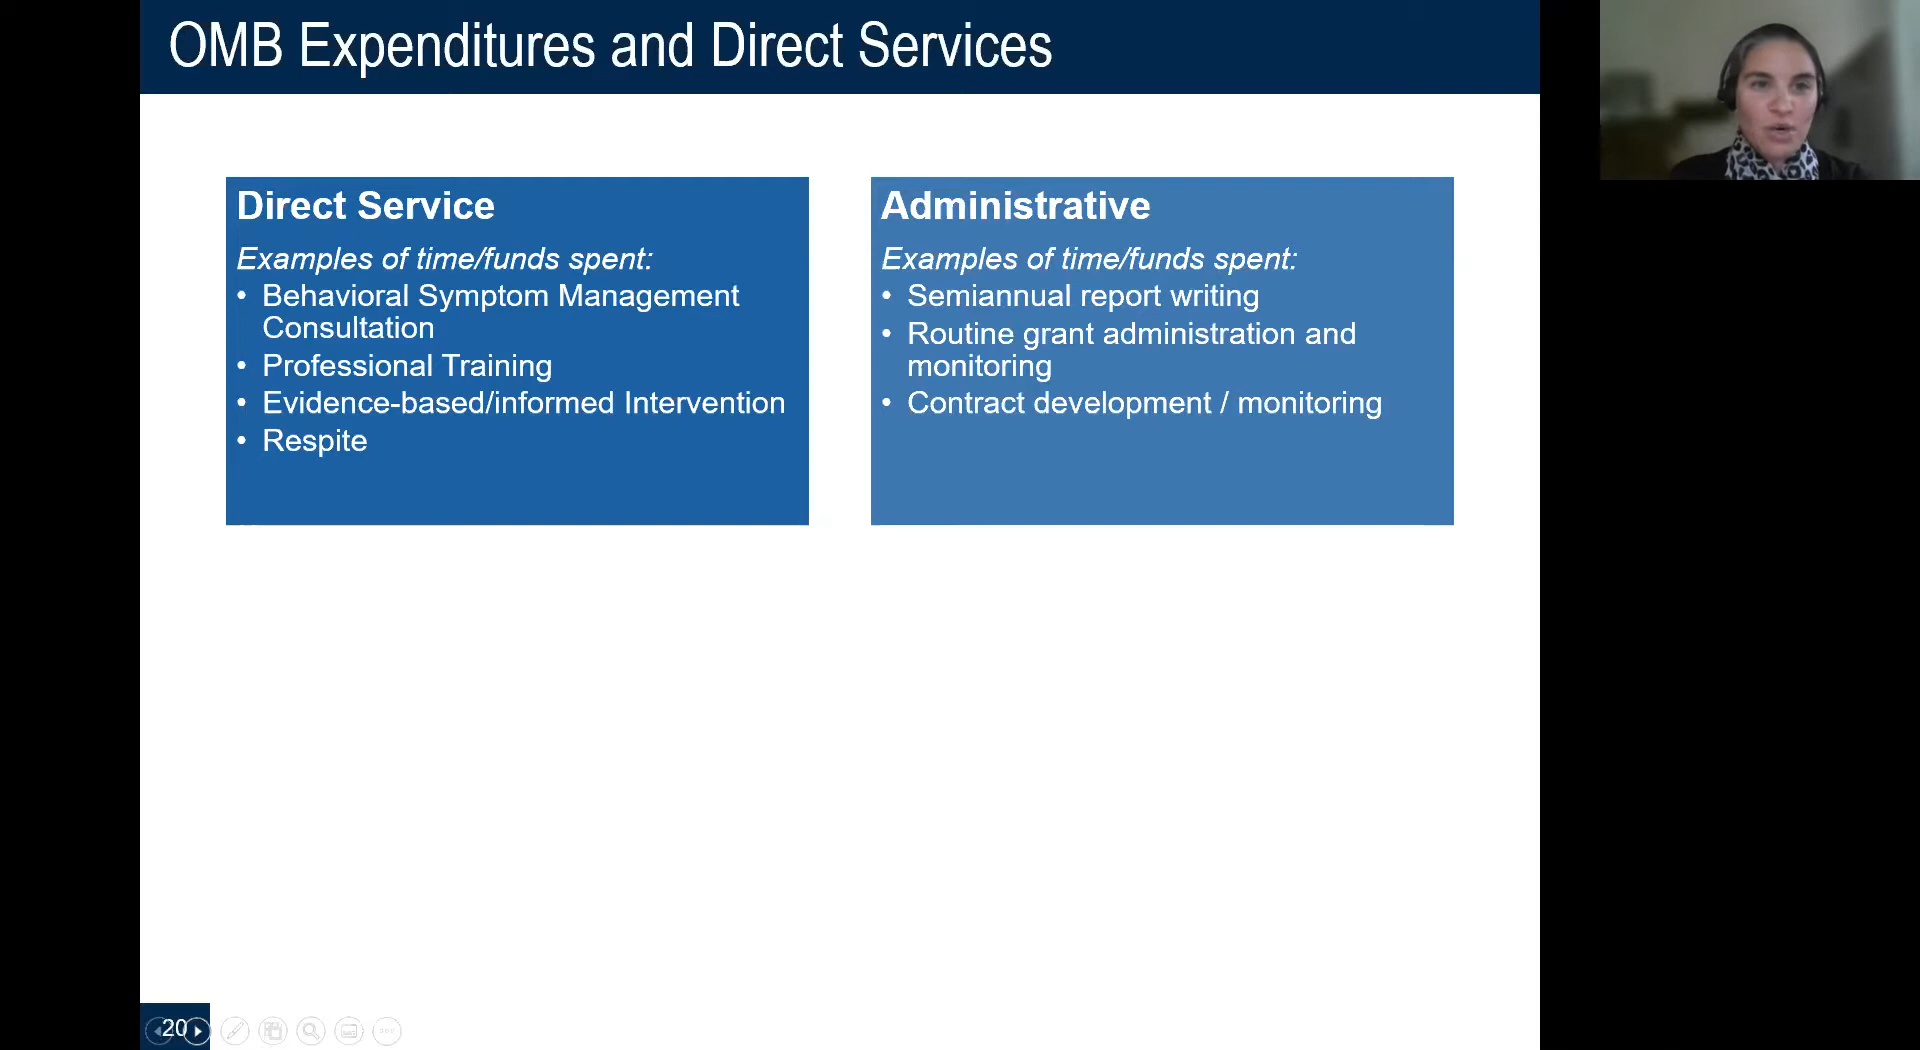 OMB Expenditures and Direct Services
Direct Service
Examples of time/funds spent:
• Behavioral Symptom Management
Consultation
• Professional Training
• Evidence-based/informed Intervention
• Respite
Administrative
Examples of time/funds spent:
• Semiannual report writing
• Routine grant administration and
monitoring
• Contract development / monitoring
20